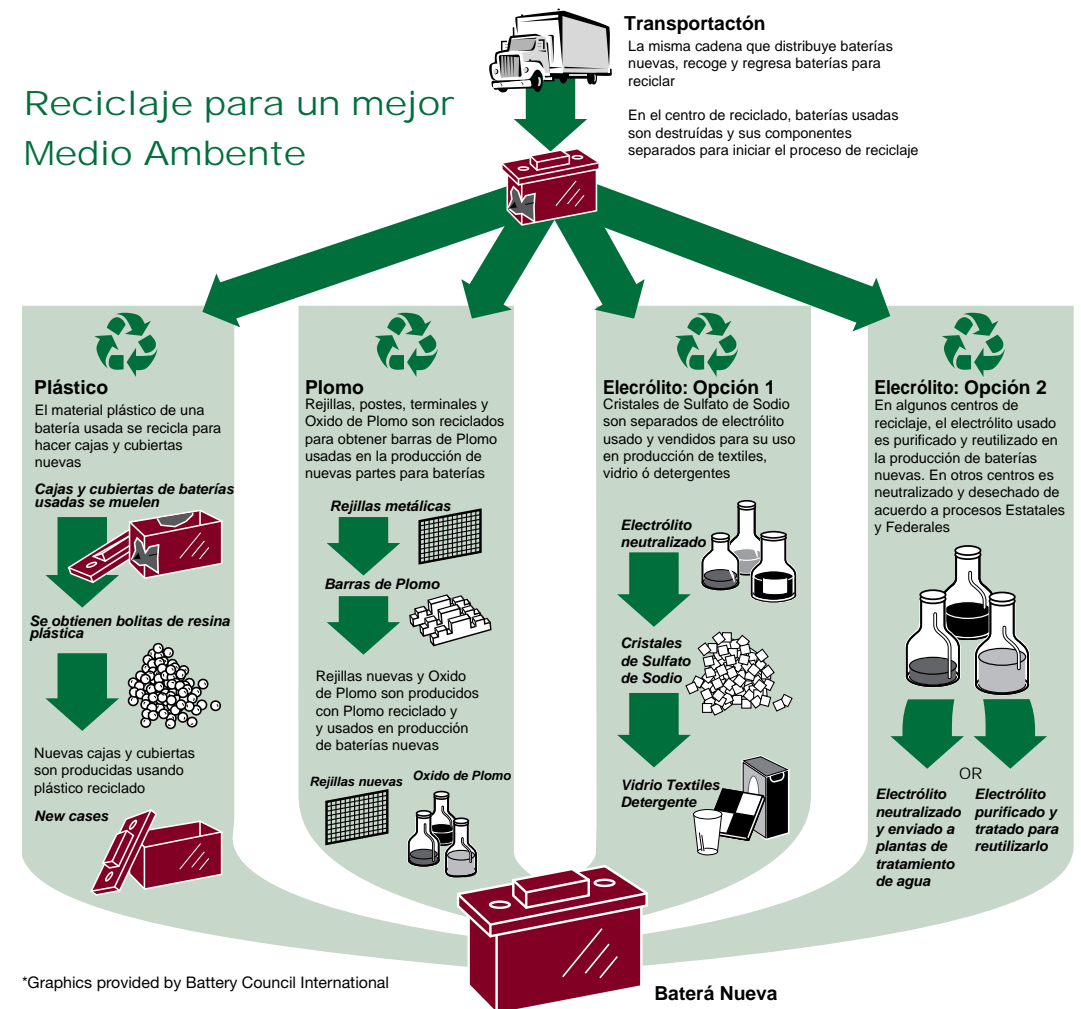 Transportactón
La misma cadena que distribuye baterías
nuevas, recoge y regresa baterías para
reciclar
En el centro de reciclado, baterías usadas
son destruídas y sus componentes
separados para iniciar el proceso de reciclaje
Reciclaje para un mejor
Medio Ambiente
Plástico
El material plástico de una
batería usada se recicla para
hacer cajas y cubiertas
nuevas
Cajas y cubiertas de baterías
usadas se muelen
Se obtienen bolitas de resina
plástica
Nuevas cajas y cubiertas
son producidas usando
plástico reciclado
New cases
Plomo
Rejillas, postes, terminales y
Oxido de Plomo son reciclados
para obtener barras de Plomo
usadas en la producción de
nuevas partes para baterías
Rejillas metálicas
Barras de Plomo
Rejillas nuevas y Oxido
de Plomo son producidos
con Plomo reciclado y
usados en producción
de baterías nuevas
Rejillas nuevas
Oxido de Plomo
Elecrólito: Opción 1
Cristales de Sulfato de Sodio
son separados de electrólito
usado y vendidos para su uso
en producción de textiles,
vidrio ó detergentes
Electrólito
neutralizado
Cristales
de Sulfato
de Sodio
Vidrio Textiles
Detergente
Elecrólito: Opción 2
En algunos centros de
reciclaje, el electrólito usado
es purificado y reutilizado en
la producción de baterías
nuevas. En otros centros es
neutralizado y desechado de
acuerdo a procesos Estatales
y Federales
OR
Electrólito
neutralizado
y enviado a
plantas de
tratamiento
de agua
Electrólito
purificado y
tratado para
reutilizarlo
*Graphics provided by Battery Council International
Baterá Nueva